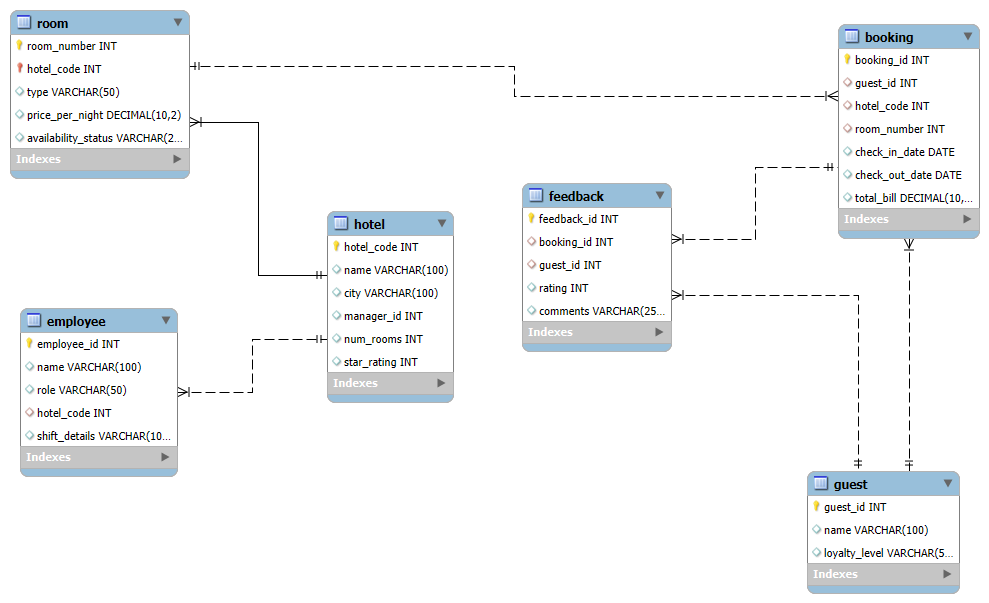 room
room_number INT
hotel_code INT
type VARCHAR(50)
price_per_night DECIMAL(10,2)
availability_status VARCHAR(2...
Indexes
booking
booking_id INT
guest_id INT
hotel_code INT
room_number INT
check_in_date DATE
check_out_date DATE
total_bill DECIMAL(10,...
Indexes
feedback
feedback_id INT
booking_id INT
guest_id INT
rating INT
comments VARCHAR(25...
Indexes
hotel
hotel_code INT
name VARCHAR(100)
city VARCHAR(100)
manager_id INT
num_rooms INT
star_rating INT
Indexes
employee
employee_id INT
name VARCHAR(100)
role VARCHAR(50)
hotel_code INT
shift_details VARCHAR(10...
Indexes
guest
guest_id INT
name VARCHAR(100)
loyalty_level VARCHAR(5...
Indexes